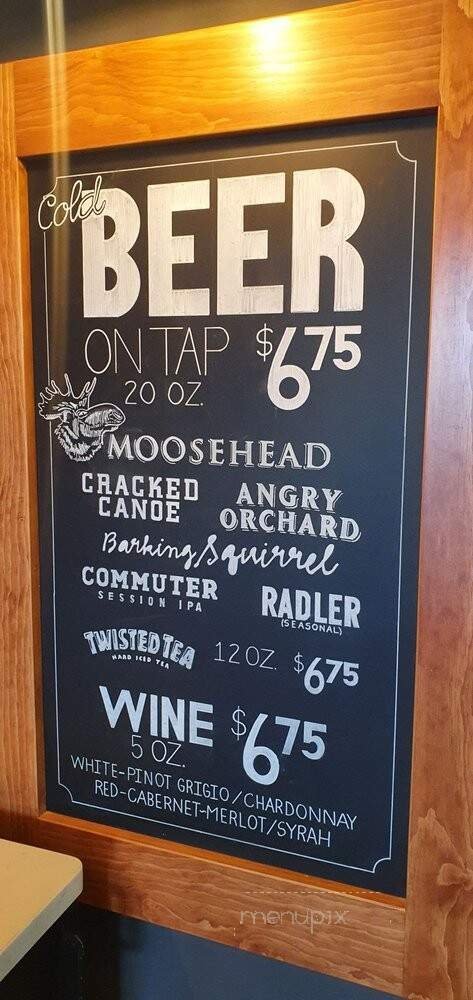 Cold
BEER
ON TAP $6.75
20 OZ.
MOOSEHEAD
CRACKED CANOE
ANGRY ORCHARD
Barking Squirrel
COMMUTER
SESSION IPA
RADLER
(SEASONAL)
TWISTED TEA
HARD ICED TEA
12 OZ. $6.75
WINE $6.75
5 OZ.
WHITE-PINOT GRIGIO/CHARDONNAY
RED-CABERNET-MERLOT/SYRAH
menupix